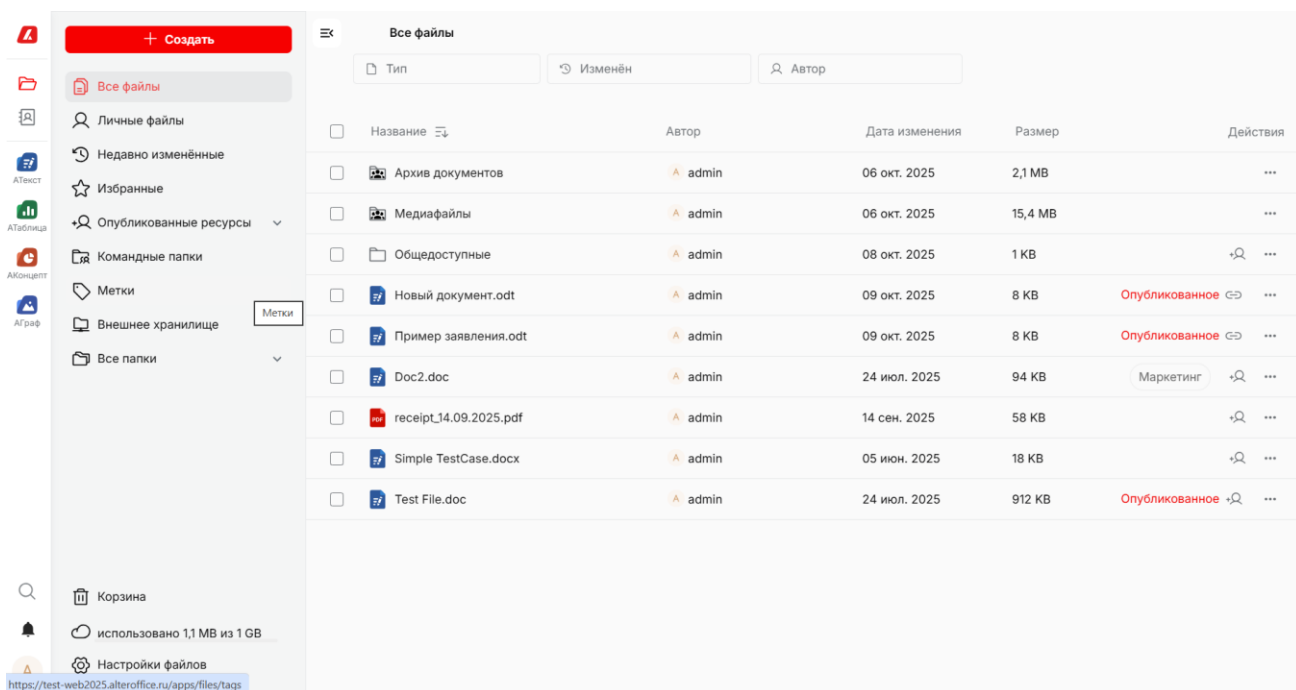 + Создать
Все файлы
Личные файлы
Недавно изменённые
Избранные
Опубликованные ресурсы
Командные папки
Метки
Метки
Внешнее хранилище
Все папки
Корзина
использовано 1,1 MB из 1 GB
Настройки файлов
АТекст
АТаблица
АКонцепт
АГраф
A
https://test-web2025.alteroffice.ru/apps/files/tags
Все файлы
Тип Изменён Автор
Название Автор Дата изменения Размер Действия
Архив документов A admin 06 окт. 2025 2,1 MB ...
Медиафайлы A admin 06 окт. 2025 15,4 MB ...
Общедоступные A admin 08 окт. 2025 1 KB ...
Новый документ.odt A admin 09 окт. 2025 8 KB Опубликованное ...
Пример заявления.odt A admin 09 окт. 2025 8 KB Опубликованное ...
Doc2.doc A admin 24 июл. 2025 94 KB Маркетинг ...
PDF receipt_14.09.2025.pdf A admin 14 сен. 2025 58 KB ...
Simple TestCase.docx A admin 05 июн. 2025 18 KB ...
Test File.doc A admin 24 июл. 2025 912 KB Опубликованное ...